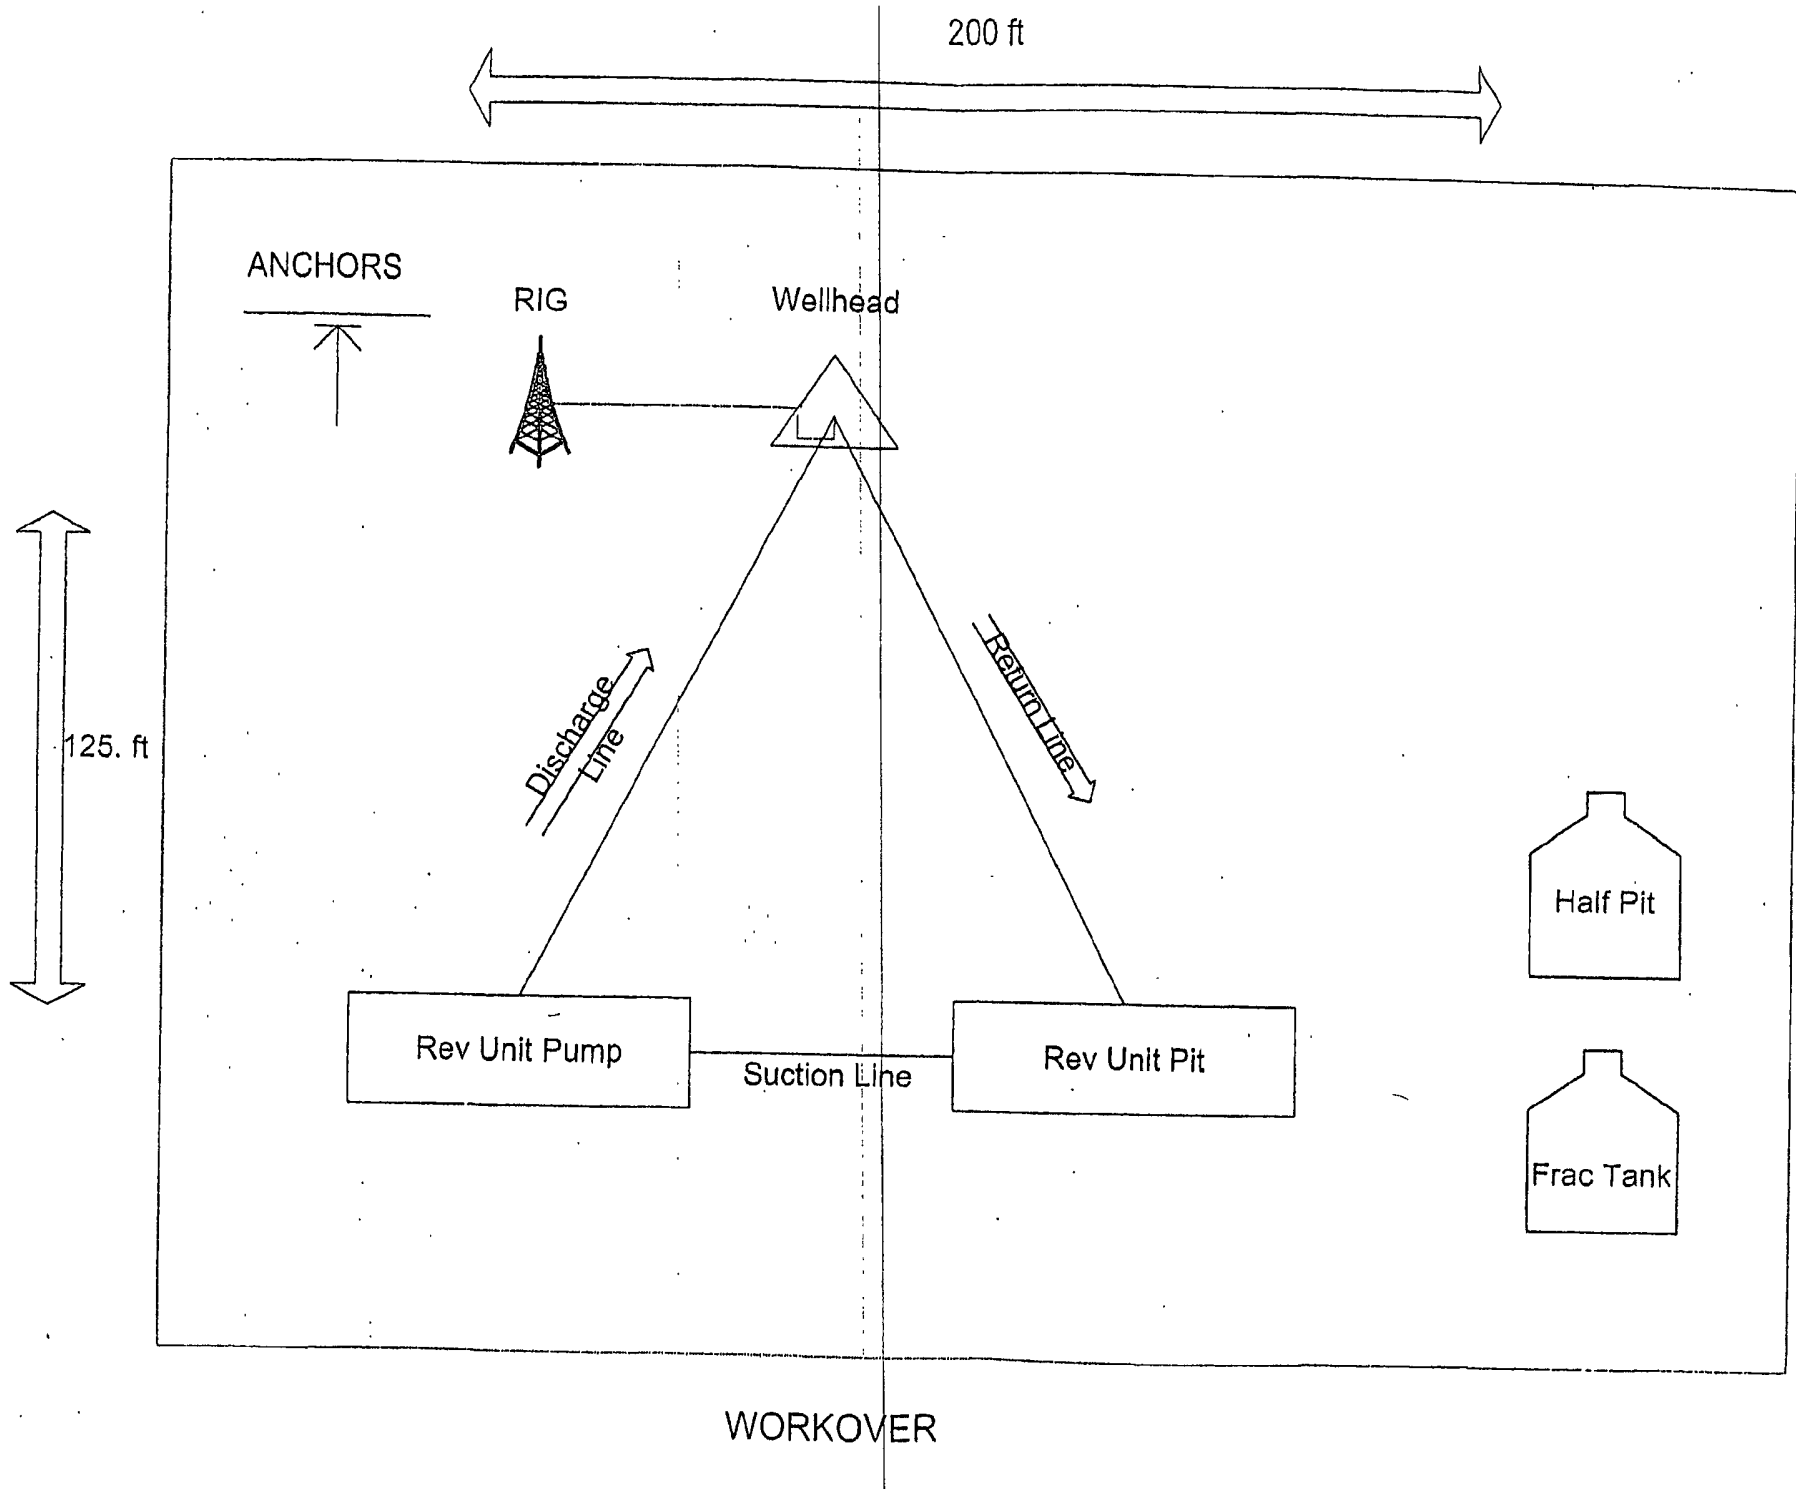 200 ft
ANCHORS
RIG
Wellhead
125. ft
Discharge
Line
Return Line
Half Pit
Rev Unit Pump
Suction Line
Rev Unit Pit
Frac Tank
WORKOVER